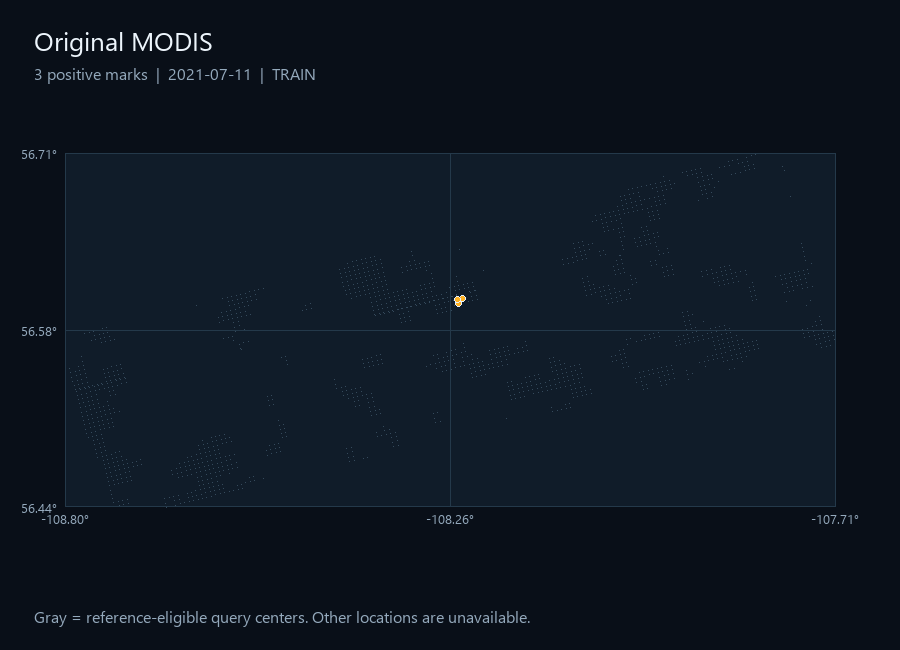 Original MODIS
3 positive marks | 2021-07-11 | TRAIN
56.71°
56.58°
56.44°
-108.80°
-108.26°
-107.71°
Gray = reference-eligible query centers. Other locations are unavailable.